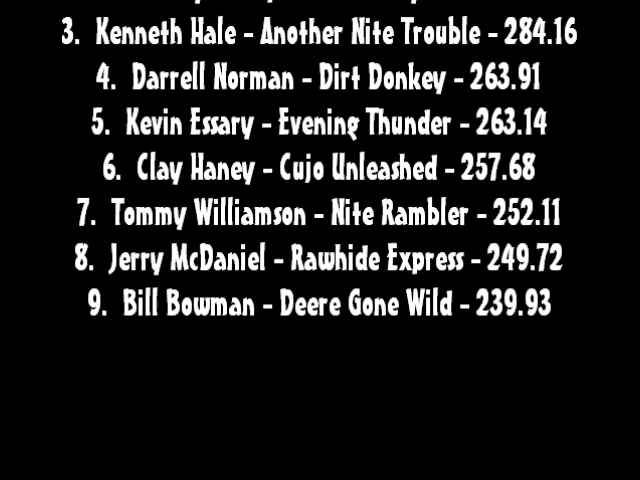 3. Kenneth Hale - Another Nite Trouble - 284.16
4. Darrell Norman - Dirt Donkey - 263.91
5. Kevin Essary - Evening Thunder - 263.14
6. Clay Haney - Cujo Unleashed - 257.68
7. Tommy Williamson - Nite Rambler - 252.11
8. Jerry McDaniel - Rawhide Express - 249.72
9. Bill Bowman - Deere Gone Wild - 239.93